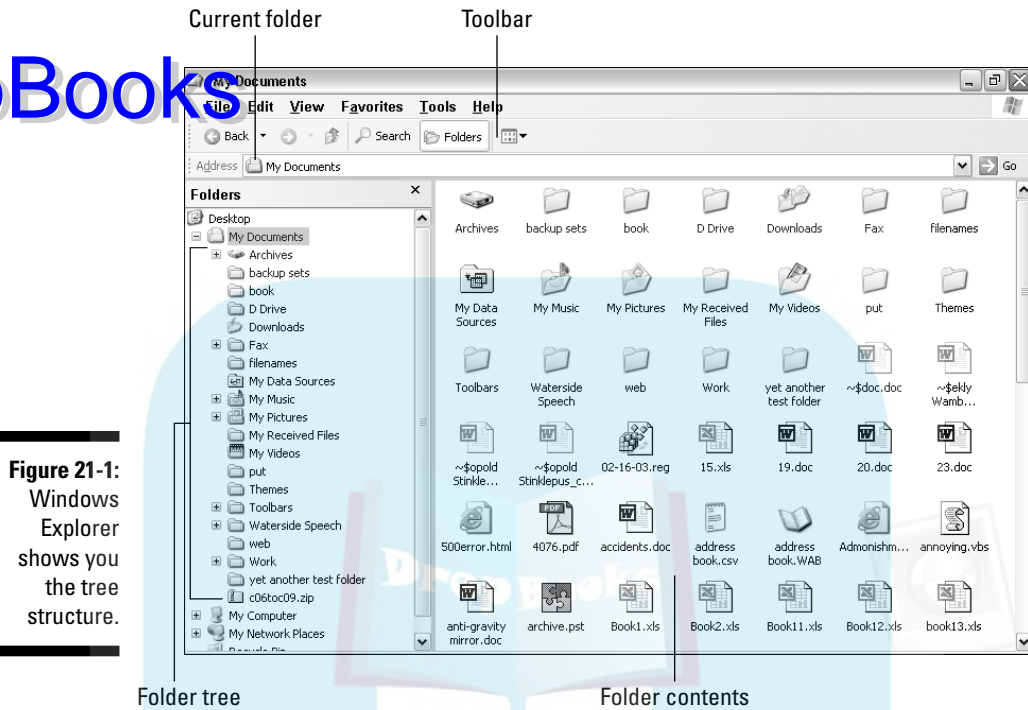 Current folder Toolbar
oBooks
My Documents
File Edit View Favorites Tools Help
Back Search Folders
Address My Documents Go
Folders ×
Desktop
My Documents
Archives
backup sets
book
D Drive
Downloads
Fax
filenames
My Data Sources
My Music
My Pictures
My Received Files
My Videos
put
Themes
Toolbars
Waterside Speech
web
Work
yet another test folder
c06toc09.zip
My Computer
My Network Places
Recycle Bin
Archives backup sets book D Drive Downloads Fax filenames
My Data My Music My Pictures My Received My Videos put Themes
Sources Files
Toolbars Waterside web Work yet another ~$doc.doc ~$ekly
Speech test folder Wamb...
~$opold ~$opold 02-16-03.reg 15.xls 19.doc 20.doc 23.doc
Stinkle... Stinklepus_c...
500error.html 4076.pdf accidents.doc address address Admonishm... annoying.vbs
book.csv book.WAB
anti-gravity archive.pst Book1.xls Book2.xls Book11.xls Book12.xls book13.xls
mirror.doc
DropBooks
Figure 21-1:
Windows
Explorer
shows you
the tree
structure.
Folder tree Folder contents